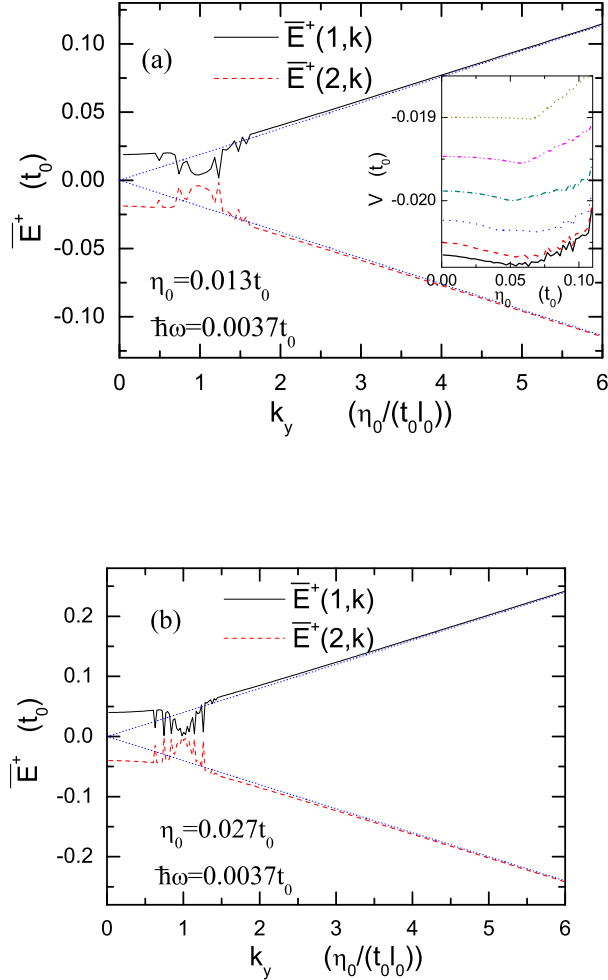 (a)
E̅⁺(1,k)
E̅⁺(2,k)
0.10
0.05
0.00
-0.05
-0.10
E̅⁺ (t₀)
-0.019
-0.020
V (t₀)
0.00 0.05 0.10
η₀ (t₀)
η₀=0.013t₀
ħω=0.0037t₀
0 1 2 3 4 5 6
k_y (η₀/(t₀l₀))
(b)
E̅⁺(1,k)
E̅⁺(2,k)
0.2
0.1
0.0
-0.1
-0.2
E̅⁺ (t₀)
η₀=0.027t₀
ħω=0.0037t₀
0 1 2 3 4 5 6
k_y (η₀/(t₀l₀))